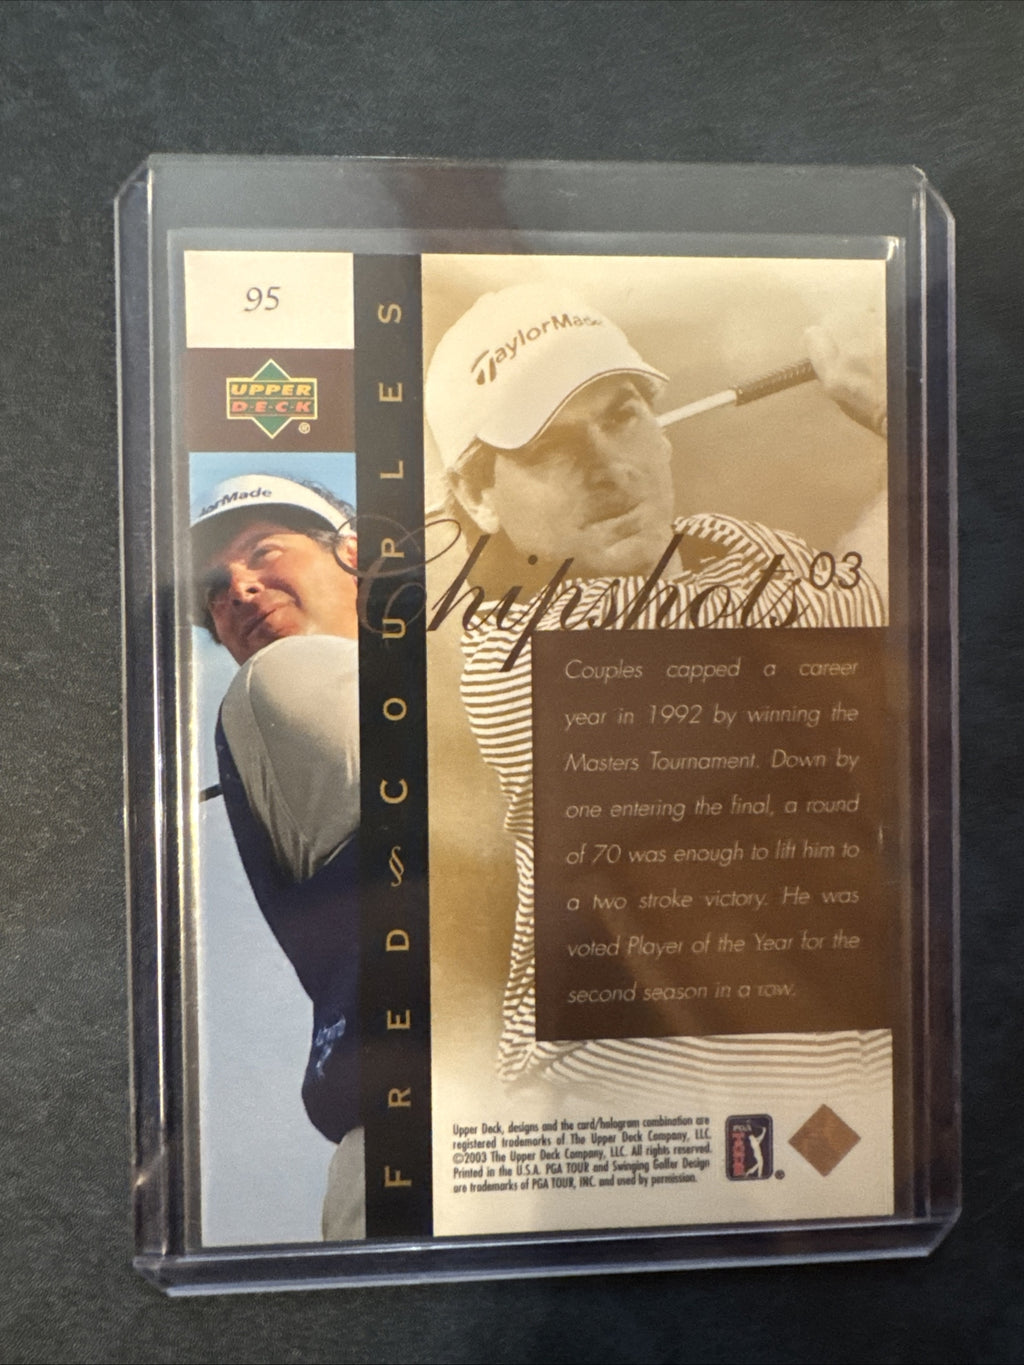 95
UPPER
D·E·C·K
®
TaylorMade
lorMade
FRED § COUPLES
Chipshots 03
Couples capped a career
year in 1992 by winning the
Masters Tournament. Down by
one entering the final, a round
of 70 was enough to lift him to
a two stroke victory. He was
voted Player of the Year for the
second season in a row.
Upper Deck, designs and the card/hologram combination are
registered trademarks of The Upper Deck Company, LLC.
©2003 The Upper Deck Company, LLC. All rights reserved.
Printed in the U.S.A. PGA TOUR and Swinging Golfer Design
are trademarks of PGA TOUR, INC. and used by permission.
PGA
TOUR
®